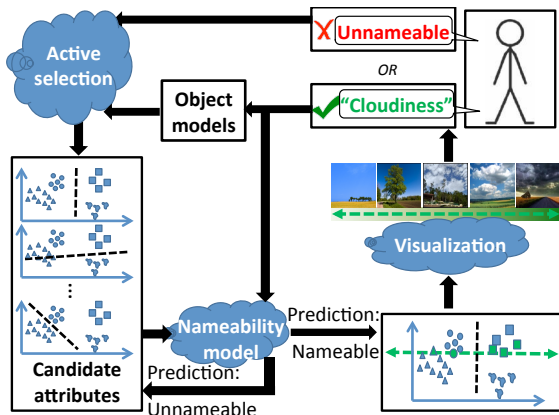 Active
selection
Unnameable
OR
"Cloudiness"
Object
models
Visualization
Nameability
model
Prediction:
Nameable
Prediction:
Unnameable
Candidate
attributes